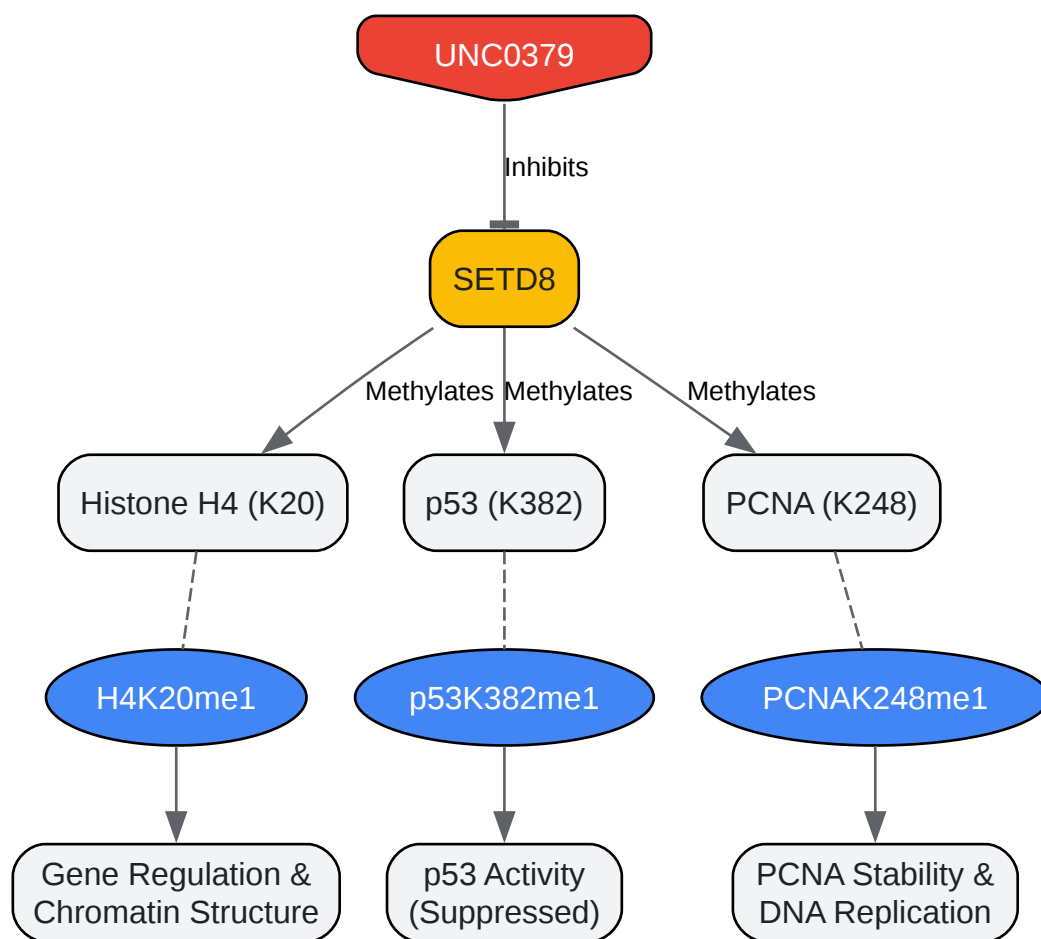 UNC0379
Inhibits
SETD8
Methylates
Methylates
Methylates
Histone H4 (K20)
p53 (K382)
PCNA (K248)
H4K20me1
p53K382me1
PCNAK248me1
Gene Regulation &
Chromatin Structure
p53 Activity
(Suppressed)
PCNA Stability &
DNA Replication